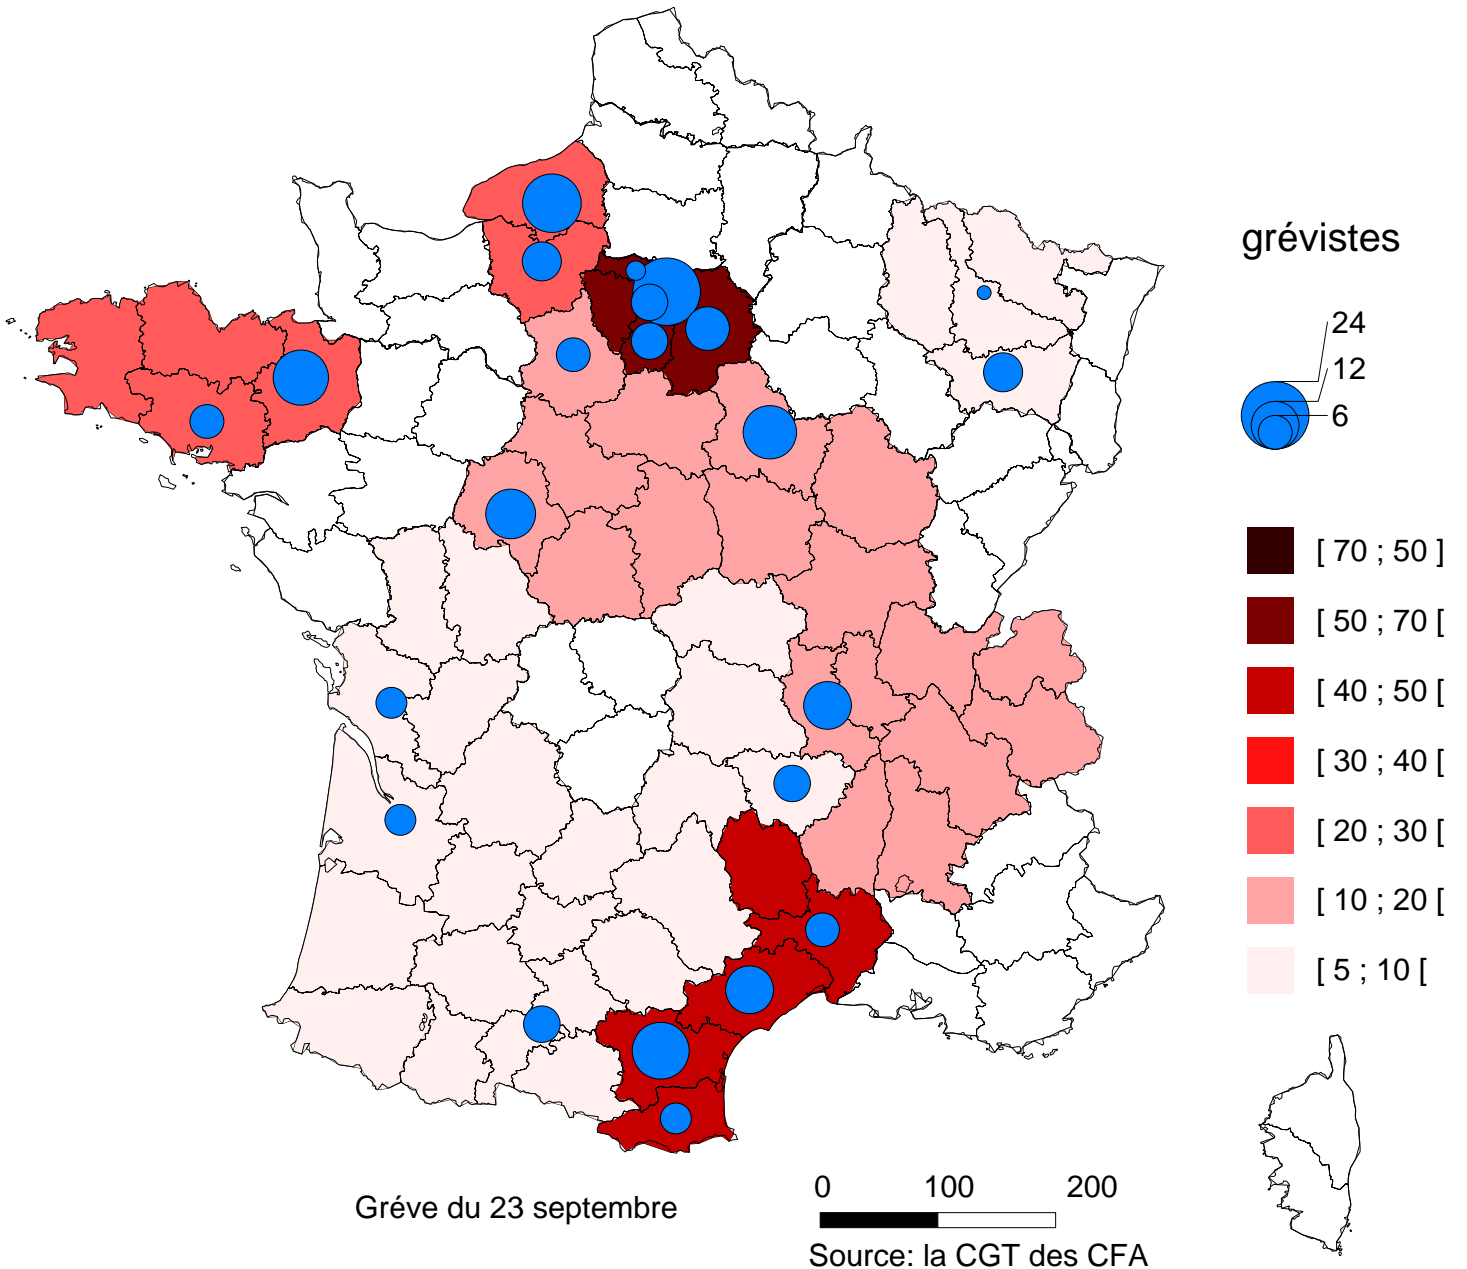 grévistes
24
12
6
[ 70 ; 50 ]
[ 50 ; 70 [
[ 40 ; 50 [
[ 30 ; 40 [
[ 20 ; 30 [
[ 10 ; 20 [
[ 5 ; 10 [
Gréve du 23 septembre
0 100 200
Source: la CGT des CFA